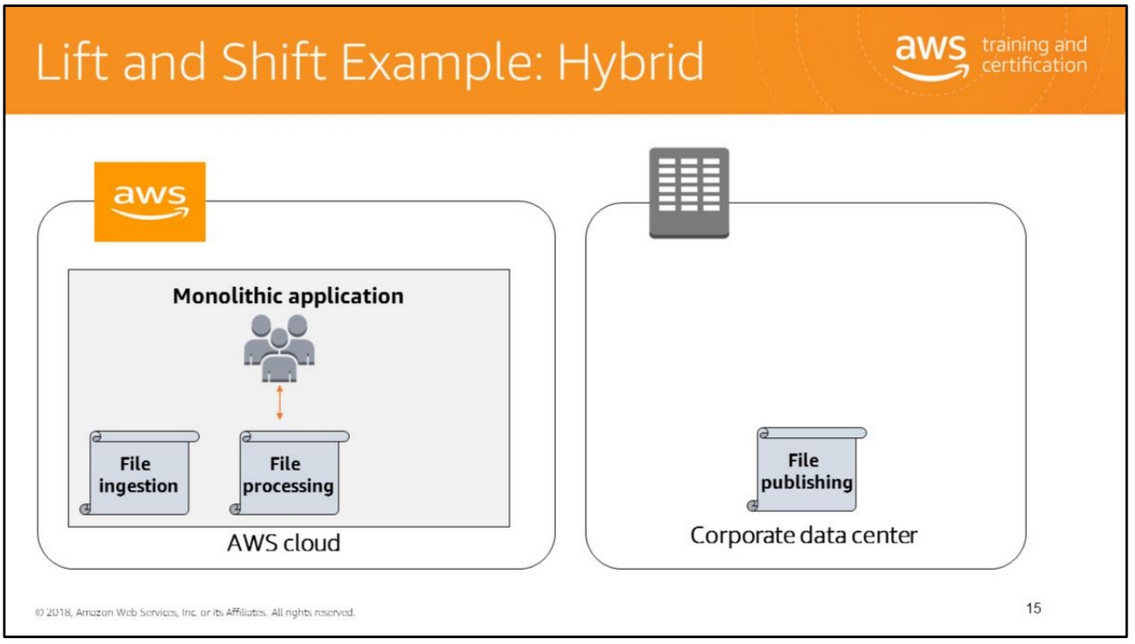 Lift and Shift Example: Hybrid
aws training and
certification
aws
Monolithic application
File
ingestion
File
processing
AWS cloud
File
publishing
Corporate data center
© 2018, Amazon Web Services, Inc. or its Affiliates. All rights reserved.
15